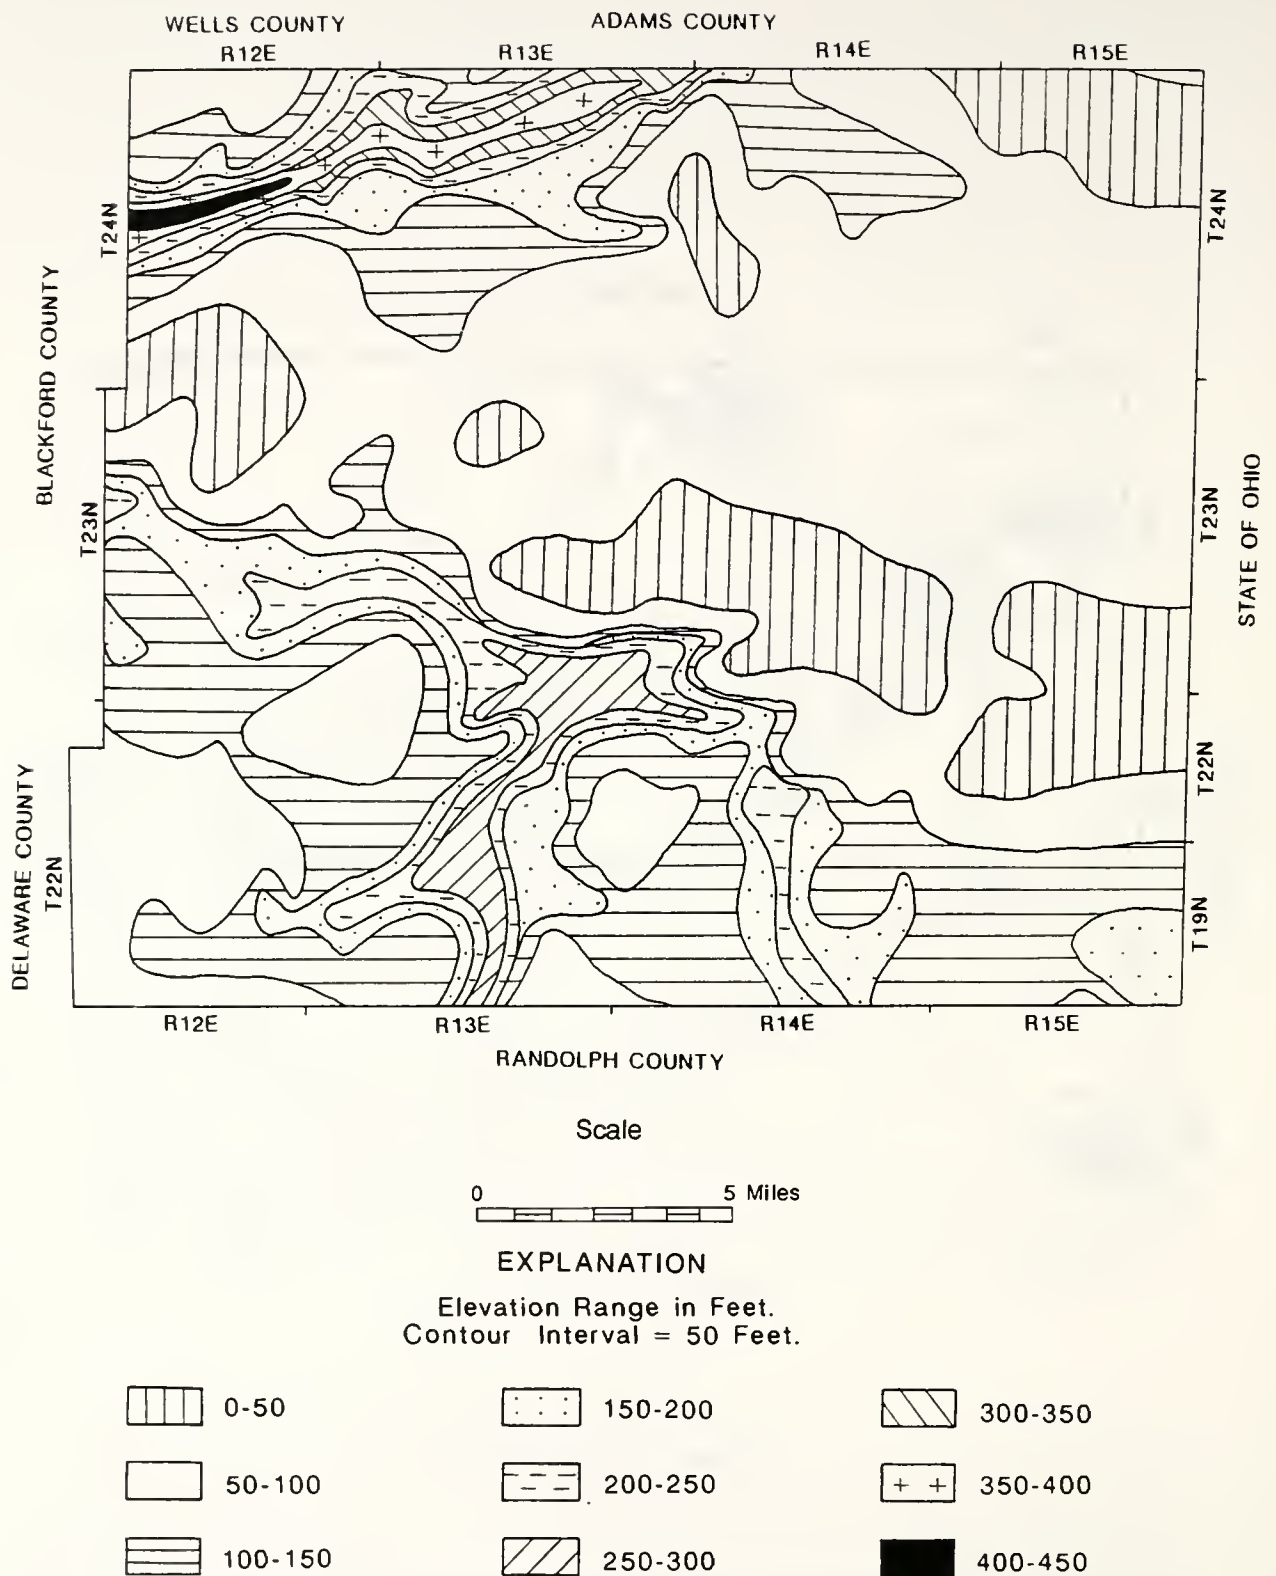 WELLS COUNTY
ADAMS COUNTY
R12E
R13E
R14E
R15E
T24N
T24N
BLACKFORD COUNTY
T23N
T23N
STATE OF OHIO
T22N
DELAWARE COUNTY
T22N
T19N
R12E
R13E
R14E
R15E
RANDOLPH COUNTY
Scale
0 5 Miles
EXPLANATION
Elevation Range in Feet.
Contour Interval = 50 Feet.
0-50
150-200
300-350
50-100
200-250
350-400
100-150
250-300
400-450